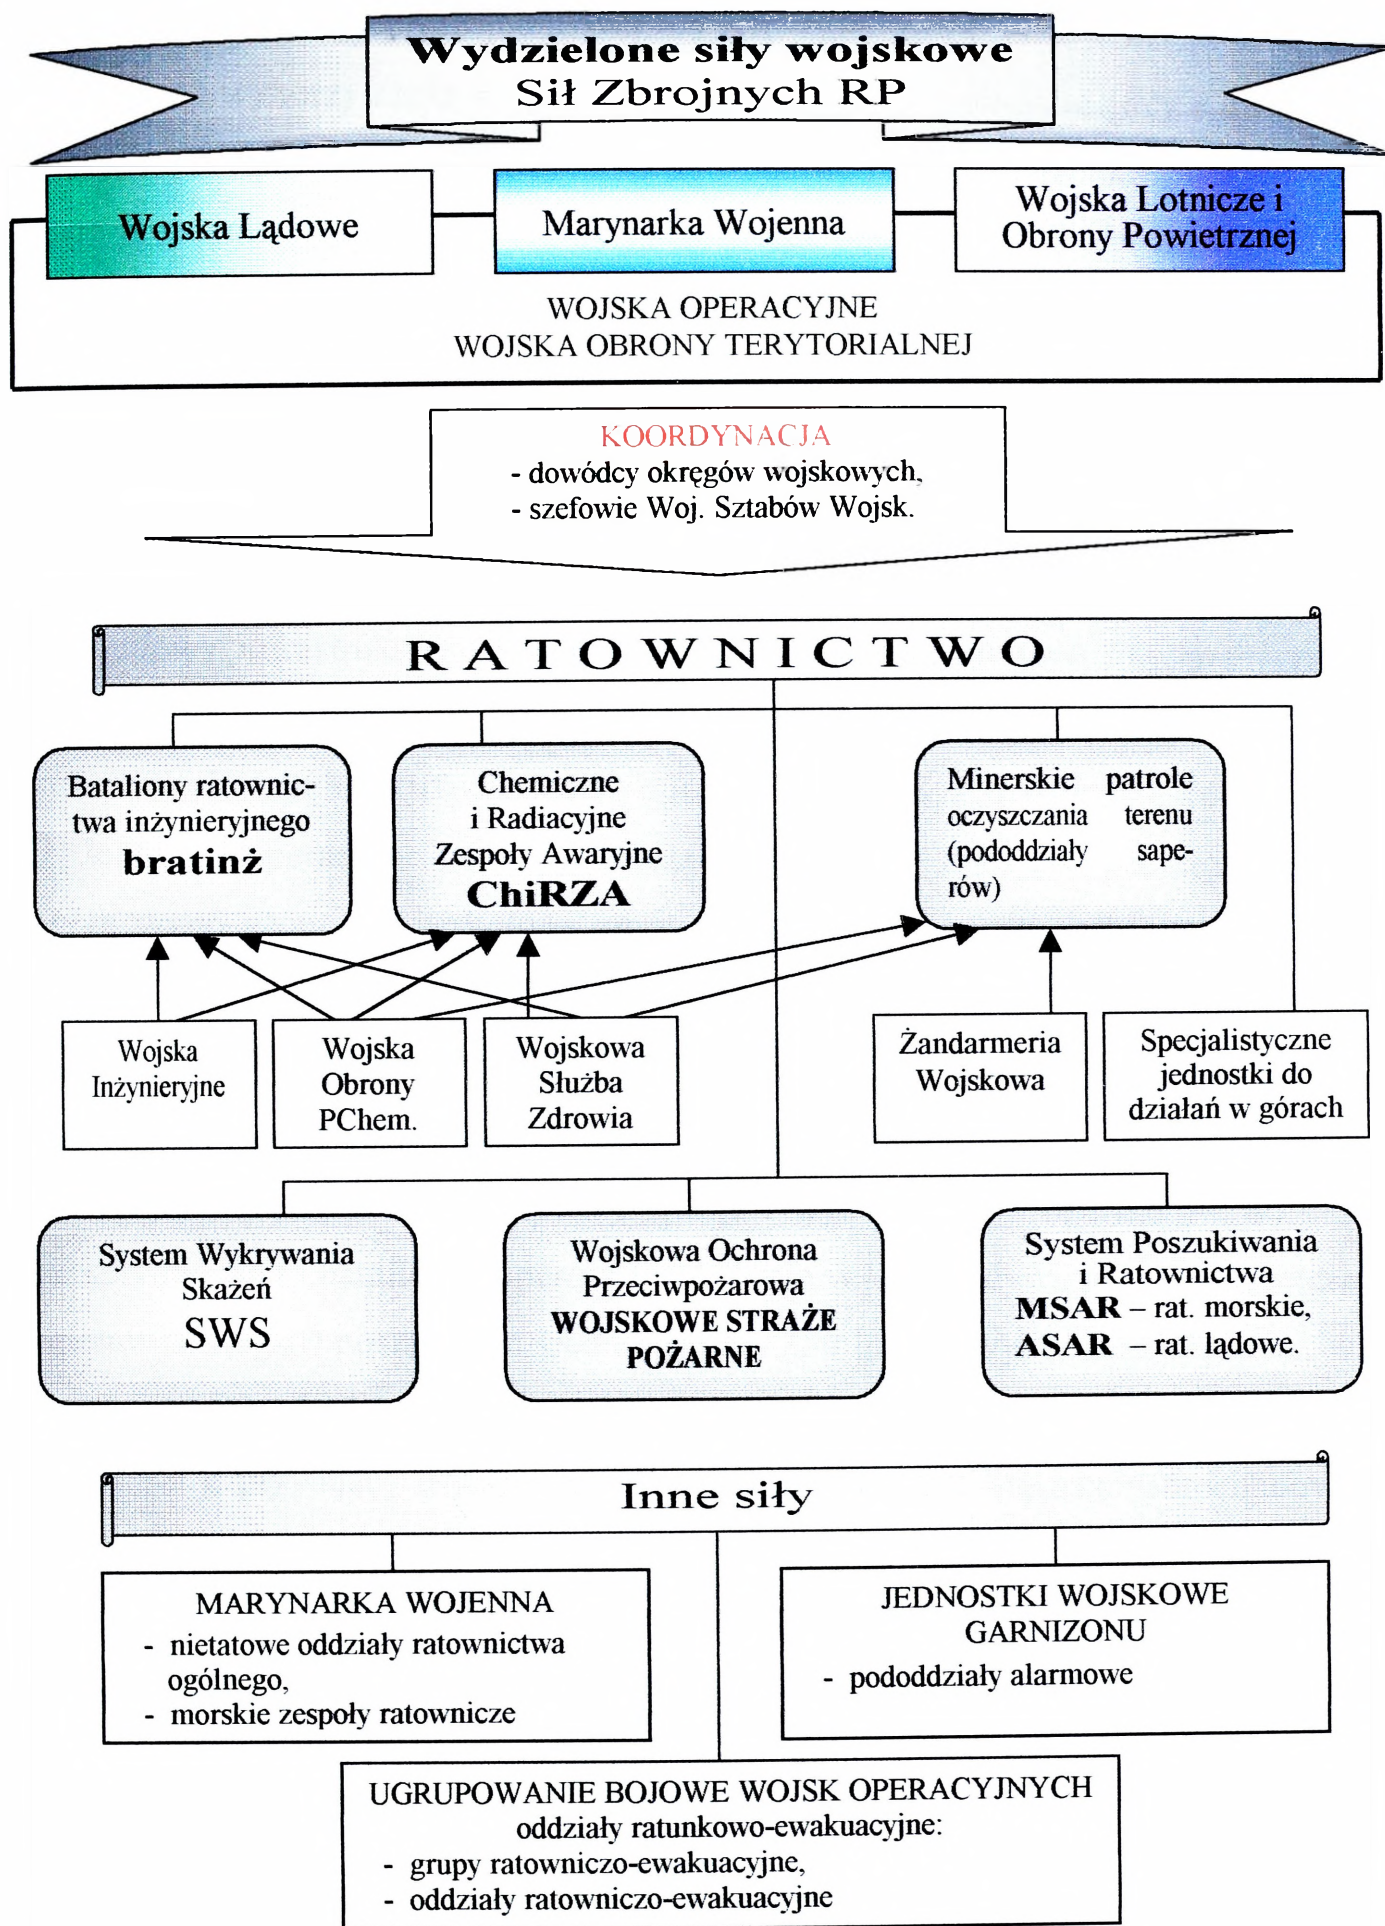 Wydzielone siły wojskowe
Sił Zbrojnych RP
Wojska Lądowe
Marynarka Wojenna
Wojska Lotnicze i
Obrony Powietrznej
WOJSKA OPERACYJNE
WOJSKA OBRONY TERYTORIALNEJ
KOORDYNACJA
- dowódcy okręgów wojskowych,
- szefowie Woj. Sztabów Wojsk.
RATOWNICTWO
Bataliony ratownic-
twa inżynieryjnego
bratinż
Chemiczne
i Radiacyjne
Zespoły Awaryjne
ChiRZA
Minerskie patrole
oczyszczania terenu
(pododdziały sape-
rów)
Wojska
Inżynieryjne
Wojska
Obrony
PChem.
Wojskowa
Służba
Zdrowia
Żandarmeria
Wojskowa
Specjalistyczne
jednostki do
działań w górach
System Wykrywania
Skażeń
SWS
Wojskowa Ochrona
Przeciwpożarowa
WOJSKOWE STRAŻE
POŻARNE
System Poszukiwania
i Ratownictwa
MSAR – rat. morskie,
ASAR – rat. lądowe.
Inne siły
MARYNARKA WOJENNA
- nietatowe oddziały ratownictwa
ogólnego,
- morskie zespoły ratownicze
JEDNOSTKI WOJSKOWE
GARNIZONU
- pododdziały alarmowe
UGRUPOWANIE BOJOWE WOJSK OPERACYJNYCH
oddziały ratunkowo-ewakuacyjne:
- grupy ratowniczo-ewakuacyjne,
- oddziały ratowniczo-ewakuacyjne